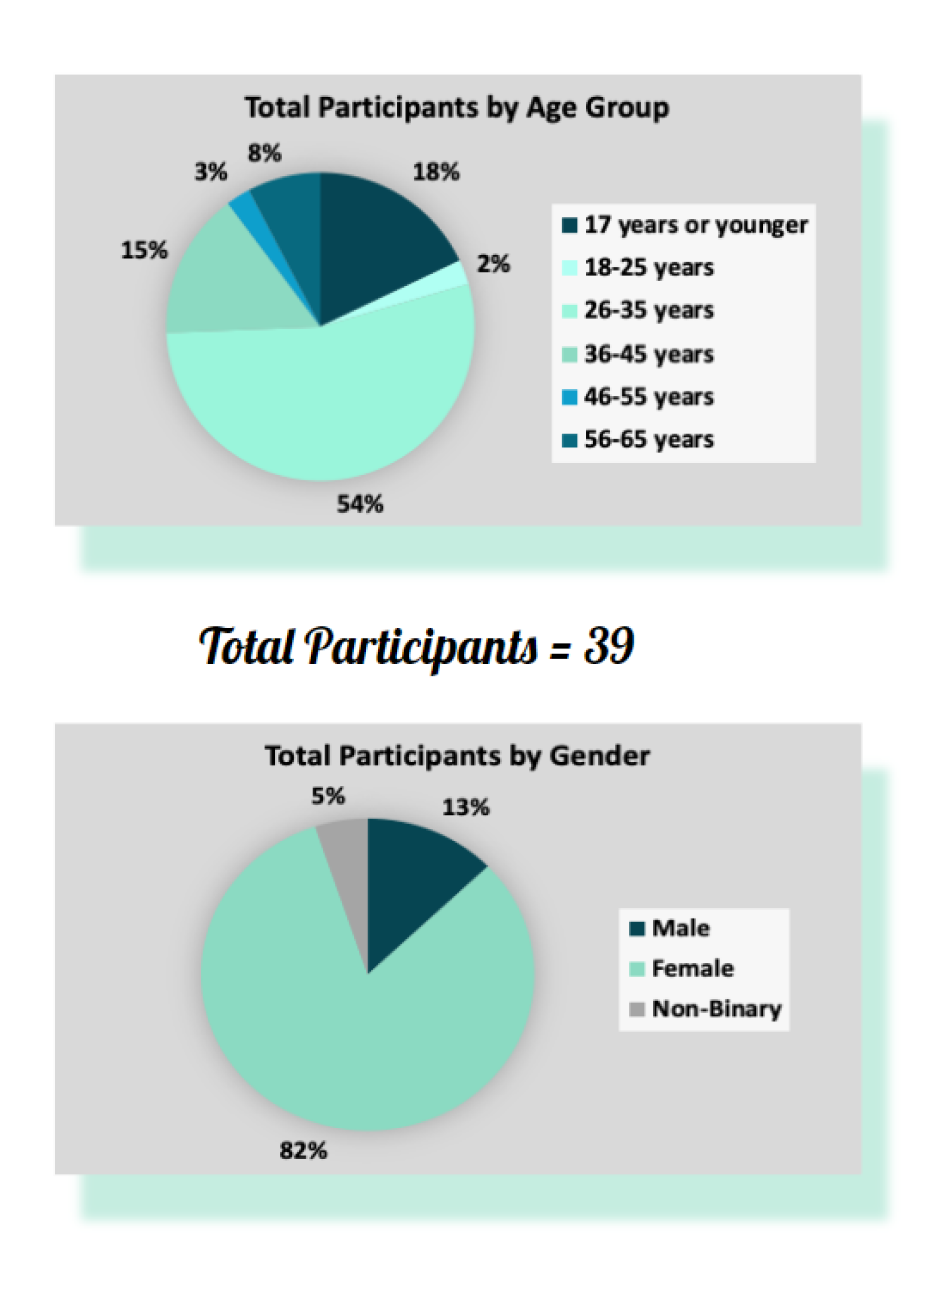 Total Participants by Age Group
8%
3%
18%
15%
2%
54%
17 years or younger
18-25 years
26-35 years
36-45 years
46-55 years
56-65 years
Total Participants = 39
Total Participants by Gender
5%
13%
82%
Male
Female
Non-Binary